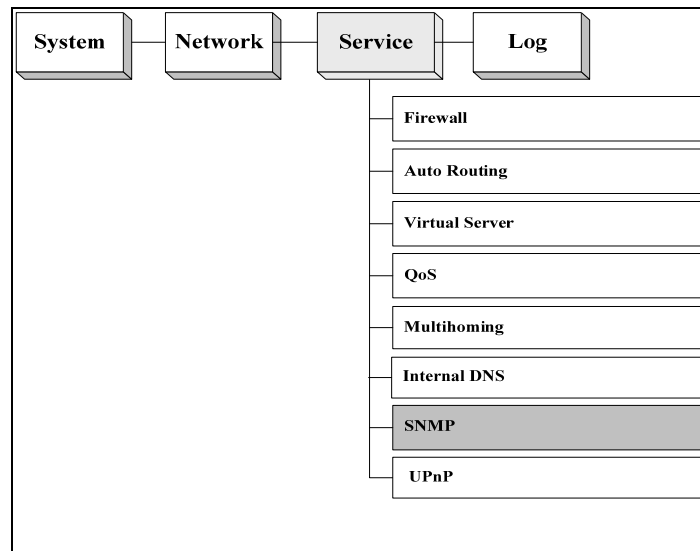 System Network Service Log
Firewall
Auto Routing
Virtual Server
QoS
Multihoming
Internal DNS
SNMP
UPnP